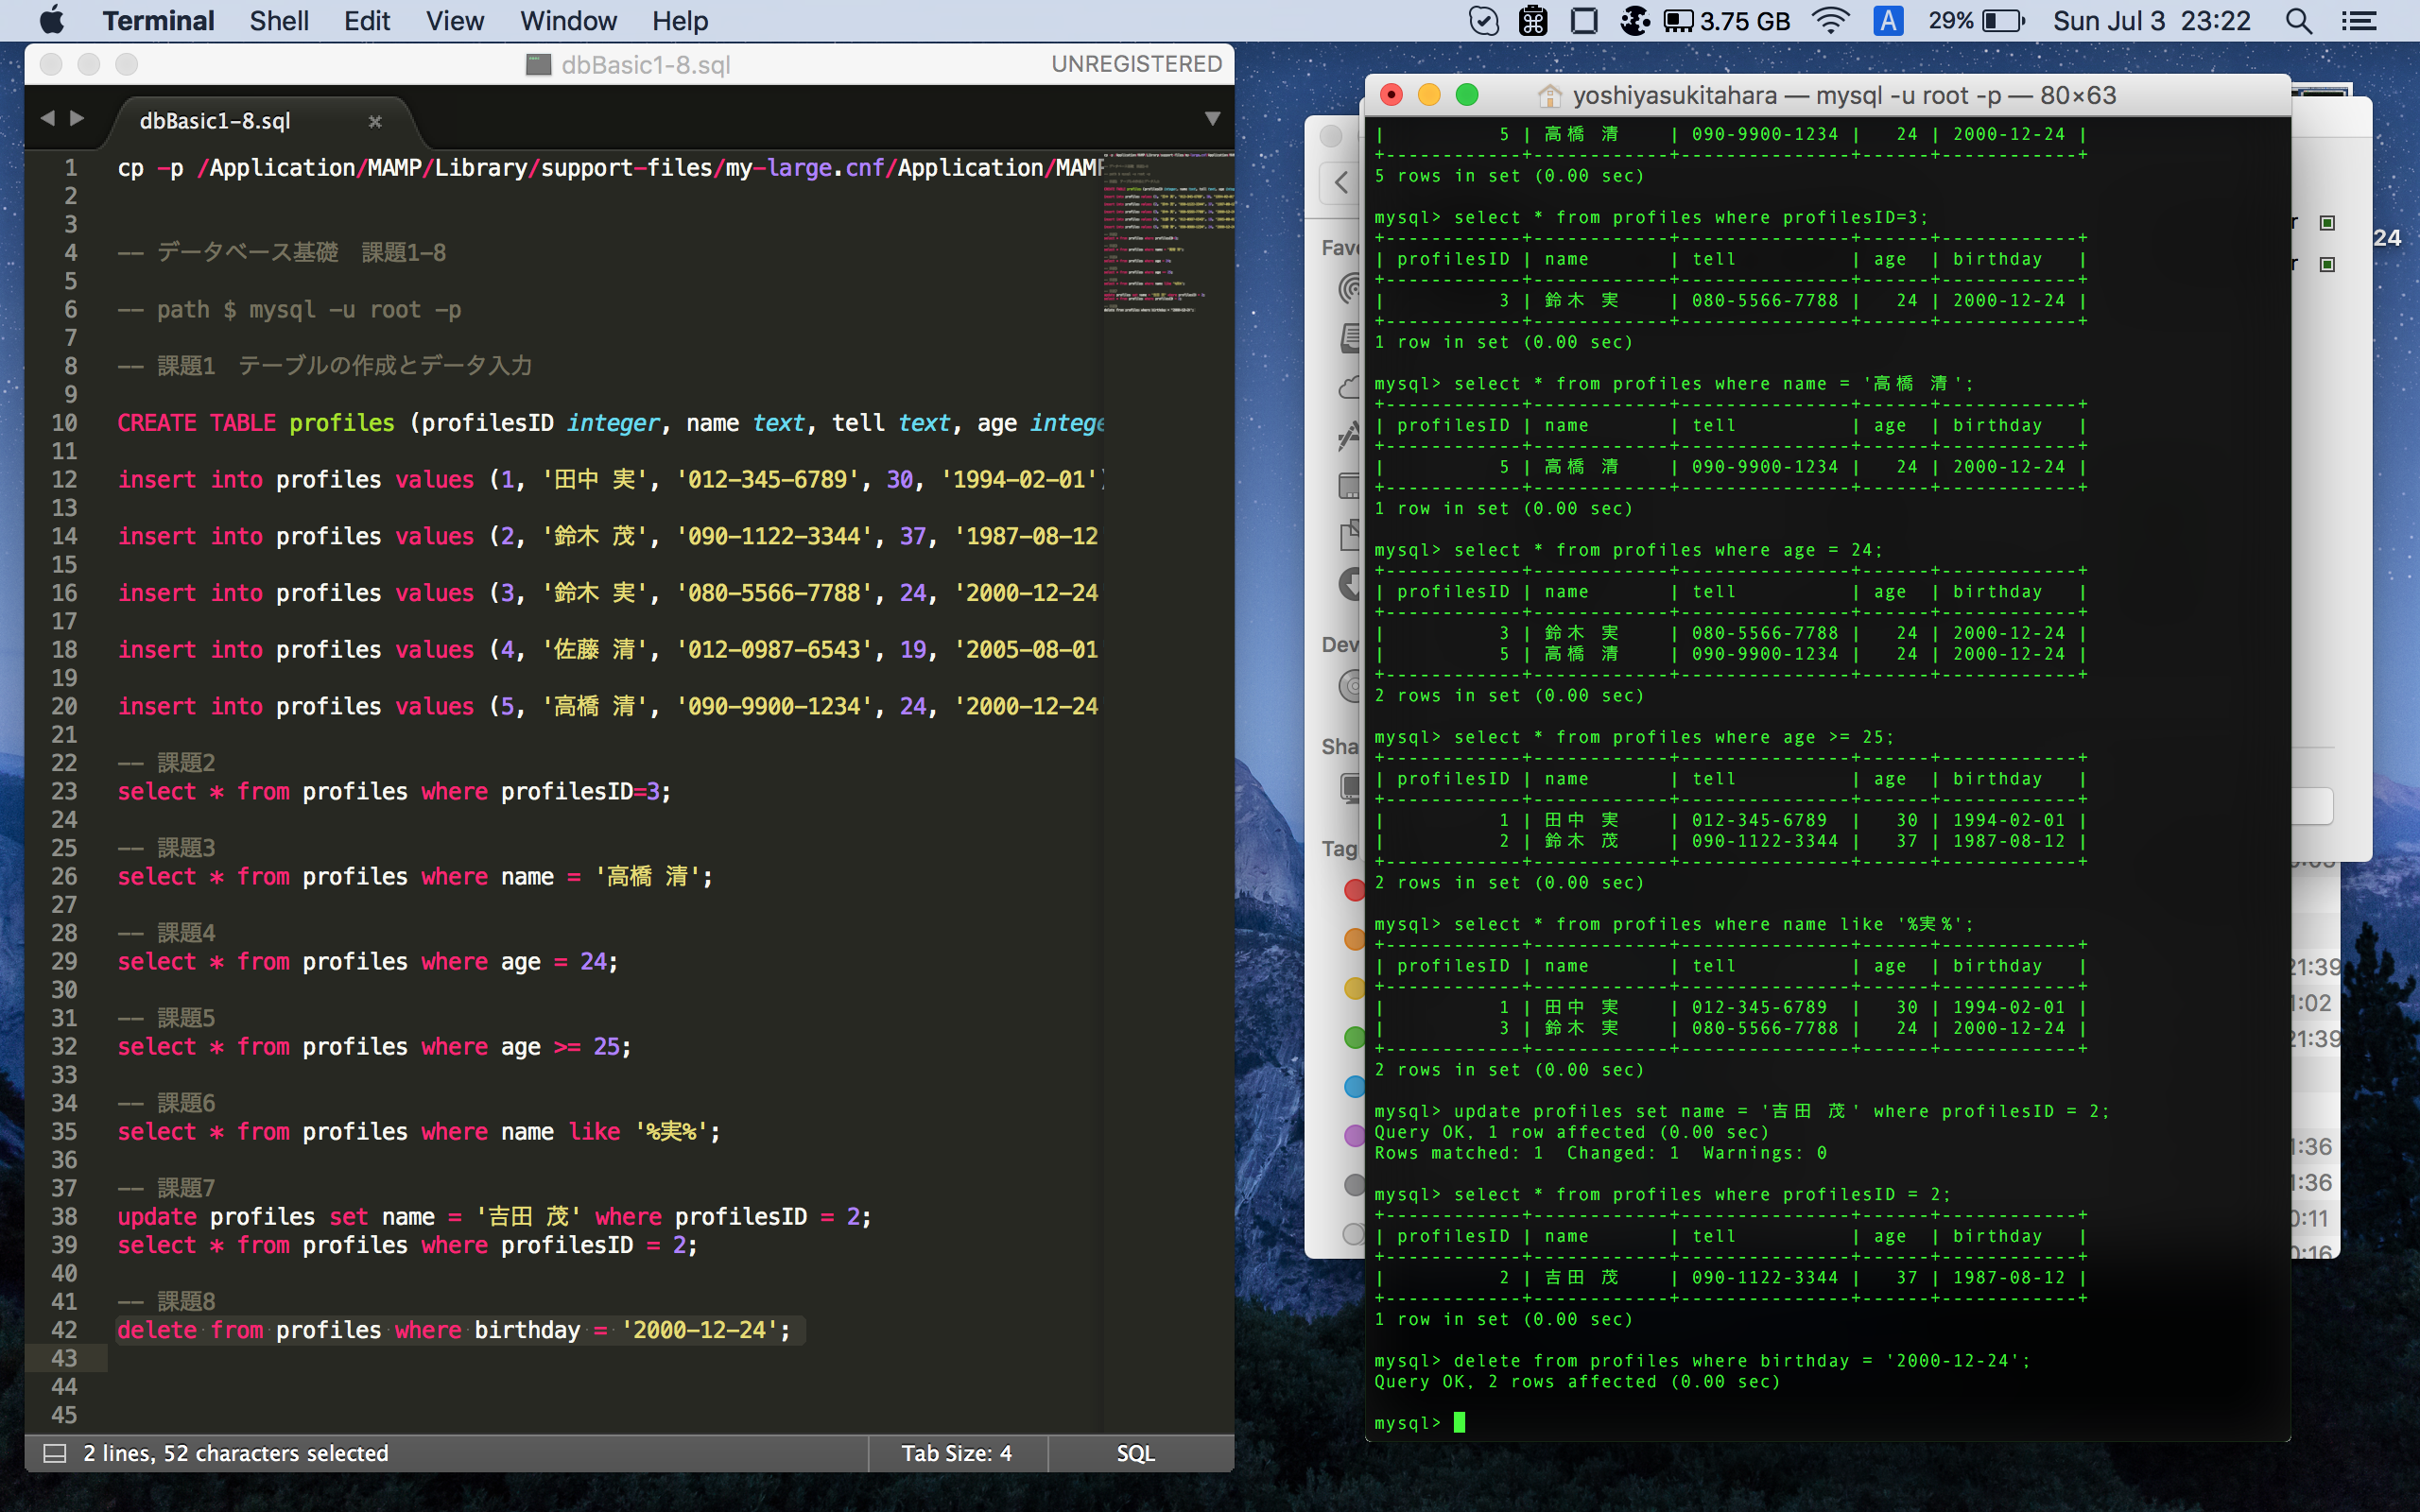 Terminal Shell Edit View Window Help 3.75 GB A 29% Sun Jul 3 23:22
dbBasic1-8.sql UNREGISTERED
dbBasic1-8.sql
1 cp -p /Application/MAMP/Library/support-files/my-large.cnf/Application/MAMP
2
3
4 -- データベース基礎　課題1-8
5
6 -- path $ mysql -u root -p
7
8 -- 課題1　テーブルの作成とデータ入力
9
10 CREATE TABLE profiles (profilesID integer, name text, tell text, age intege
11
12 insert into profiles values (1, '田中 実', '012-345-6789', 30, '1994-02-01')
13
14 insert into profiles values (2, '鈴木 茂', '090-1122-3344', 37, '1987-08-12
15
16 insert into profiles values (3, '鈴木 実', '080-5566-7788', 24, '2000-12-24
17
18 insert into profiles values (4, '佐藤 清', '012-0987-6543', 19, '2005-08-01
19
20 insert into profiles values (5, '高橋 清', '090-9900-1234', 24, '2000-12-24
21
22 -- 課題2
23 select * from profiles where profilesID=3;
24
25 -- 課題3
26 select * from profiles where name = '高橋 清';
27
28 -- 課題4
29 select * from profiles where age = 24;
30
31 -- 課題5
32 select * from profiles where age >= 25;
33
34 -- 課題6
35 select * from profiles where name like '%実%';
36
37 -- 課題7
38 update profiles set name = '吉田 茂' where profilesID = 2;
39 select * from profiles where profilesID = 2;
40
41 -- 課題8
42 delete from profiles where birthday = '2000-12-24';
43
44
45
2 lines, 52 characters selected Tab Size: 4 SQL
yoshiyasukitahara — mysql -u root -p — 80×63
| 5 | 高橋 清 | 090-9900-1234 | 24 | 2000-12-24 |
+------------+------------+---------------+------+------------+
5 rows in set (0.00 sec)
mysql> select * from profiles where profilesID=3;
+------------+------------+---------------+------+------------+
| profilesID | name | tell | age | birthday |
+------------+------------+---------------+------+------------+
| 3 | 鈴木 実 | 080-5566-7788 | 24 | 2000-12-24 |
+------------+------------+---------------+------+------------+
1 row in set (0.00 sec)
mysql> select * from profiles where name = '高橋 清';
+------------+------------+---------------+------+------------+
| profilesID | name | tell | age | birthday |
+------------+------------+---------------+------+------------+
| 5 | 高橋 清 | 090-9900-1234 | 24 | 2000-12-24 |
+------------+------------+---------------+------+------------+
1 row in set (0.00 sec)
mysql> select * from profiles where age = 24;
+------------+------------+---------------+------+------------+
| profilesID | name | tell | age | birthday |
+------------+------------+---------------+------+------------+
| 3 | 鈴木 実 | 080-5566-7788 | 24 | 2000-12-24 |
| 5 | 高橋 清 | 090-9900-1234 | 24 | 2000-12-24 |
+------------+------------+---------------+------+------------+
2 rows in set (0.00 sec)
mysql> select * from profiles where age >= 25;
+------------+------------+---------------+------+------------+
| profilesID | name | tell | age | birthday |
+------------+------------+---------------+------+------------+
| 1 | 田中 実 | 012-345-6789 | 30 | 1994-02-01 |
| 2 | 鈴木 茂 | 090-1122-3344 | 37 | 1987-08-12 |
+------------+------------+---------------+------+------------+
2 rows in set (0.00 sec)
mysql> select * from profiles where name like '%実%';
+------------+------------+---------------+------+------------+
| profilesID | name | tell | age | birthday |
+------------+------------+---------------+------+------------+
| 1 | 田中 実 | 012-345-6789 | 30 | 1994-02-01 |
| 3 | 鈴木 実 | 080-5566-7788 | 24 | 2000-12-24 |
+------------+------------+---------------+------+------------+
2 rows in set (0.00 sec)
mysql> update profiles set name = '吉田 茂' where profilesID = 2;
Query OK, 1 row affected (0.00 sec)
Rows matched: 1 Changed: 1 Warnings: 0
mysql> select * from profiles where profilesID = 2;
+------------+------------+---------------+------+------------+
| profilesID | name | tell | age | birthday |
+------------+------------+---------------+------+------------+
| 2 | 吉田 茂 | 090-1122-3344 | 37 | 1987-08-12 |
+------------+------------+---------------+------+------------+
1 row in set (0.00 sec)
mysql> delete from profiles where birthday = '2000-12-24';
Query OK, 2 rows affected (0.00 sec)
mysql>
Fav
Dev
Sha
Tag
24
21:39
1:02
21:39
1:36
1:36
0:11
0:16